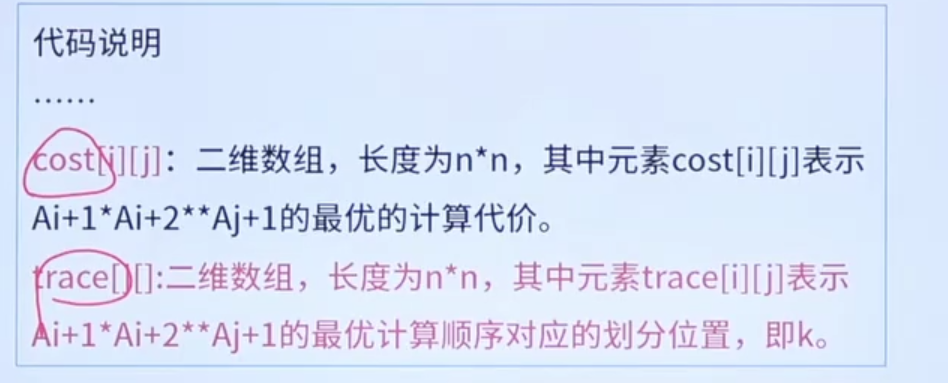 代码说明
……
cost[i][j]：二维数组，长度为n*n，其中元素cost[i][j]表示
Ai+1*Ai+2**Aj+1的最优的计算代价。
trace[][]:二维数组，长度为n*n，其中元素trace[i][j]表示
Ai+1*Ai+2**Aj+1的最优计算顺序对应的划分位置，即k。